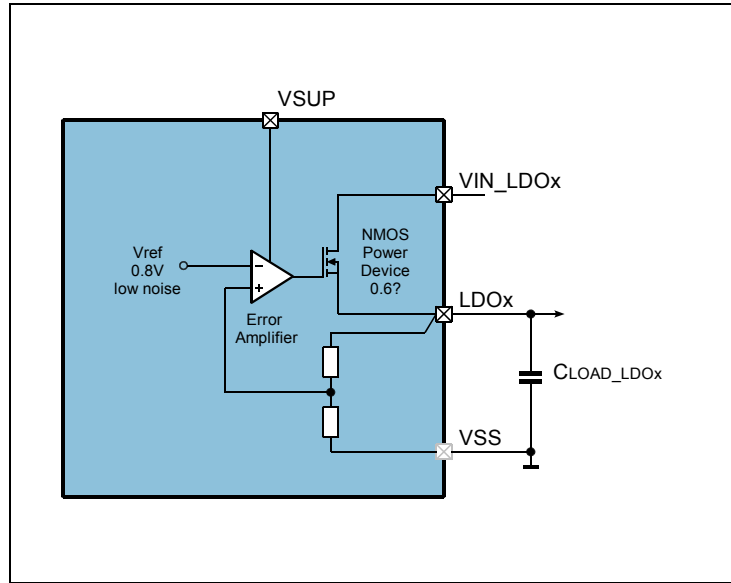 VSUP
VIN_LDOx
NMOS
Power
Device
0.6?
Vref
0.8V
low noise
−
+
Error
Amplifier
LDOx
CLOAD_LDOx
VSS